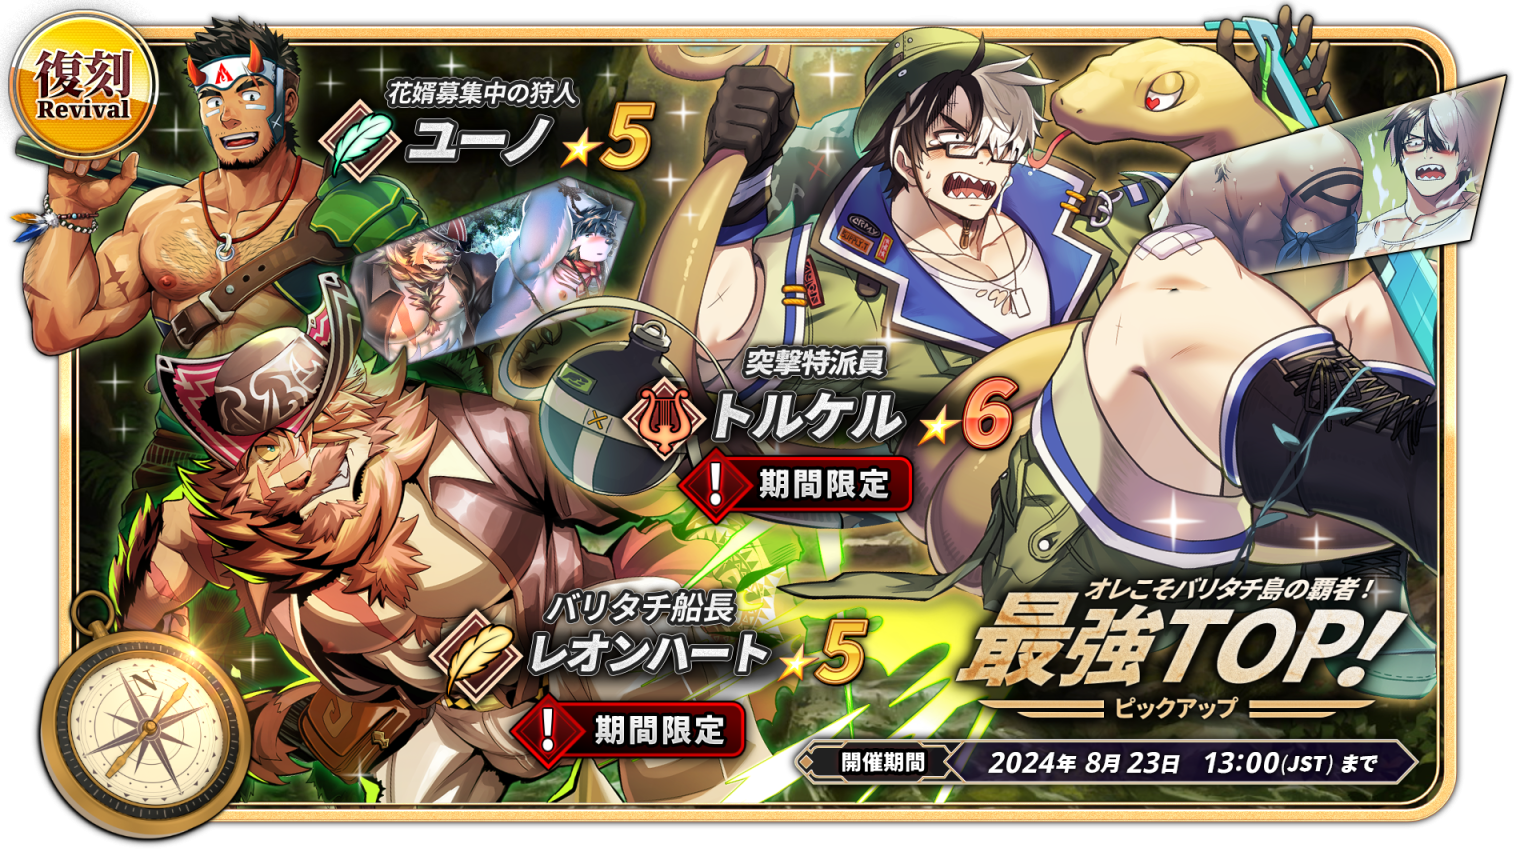 復刻
Revival
花婿募集中の狩人
ユーノ
★5
突撃特派員
トルケル
★6
! 期間限定
バリタチ船長
レオンハート
★5
! 期間限定
オレこそバリタチ島の覇者!
最強TOP!
ピックアップ
開催期間
2024年 8月 23日 13:00(JST) まで
N